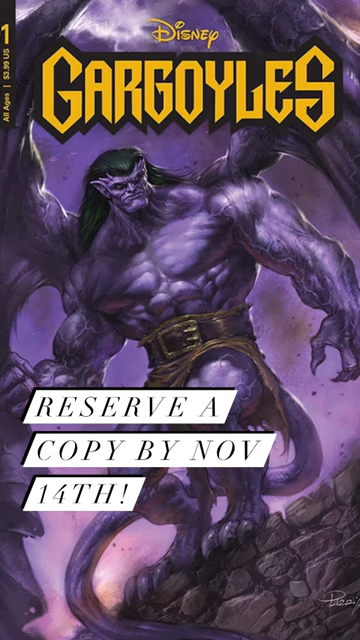 1
All Ages | $3.99 US
Disney
GARGOYLES
RESERVE A
COPY BY NOV
14TH!